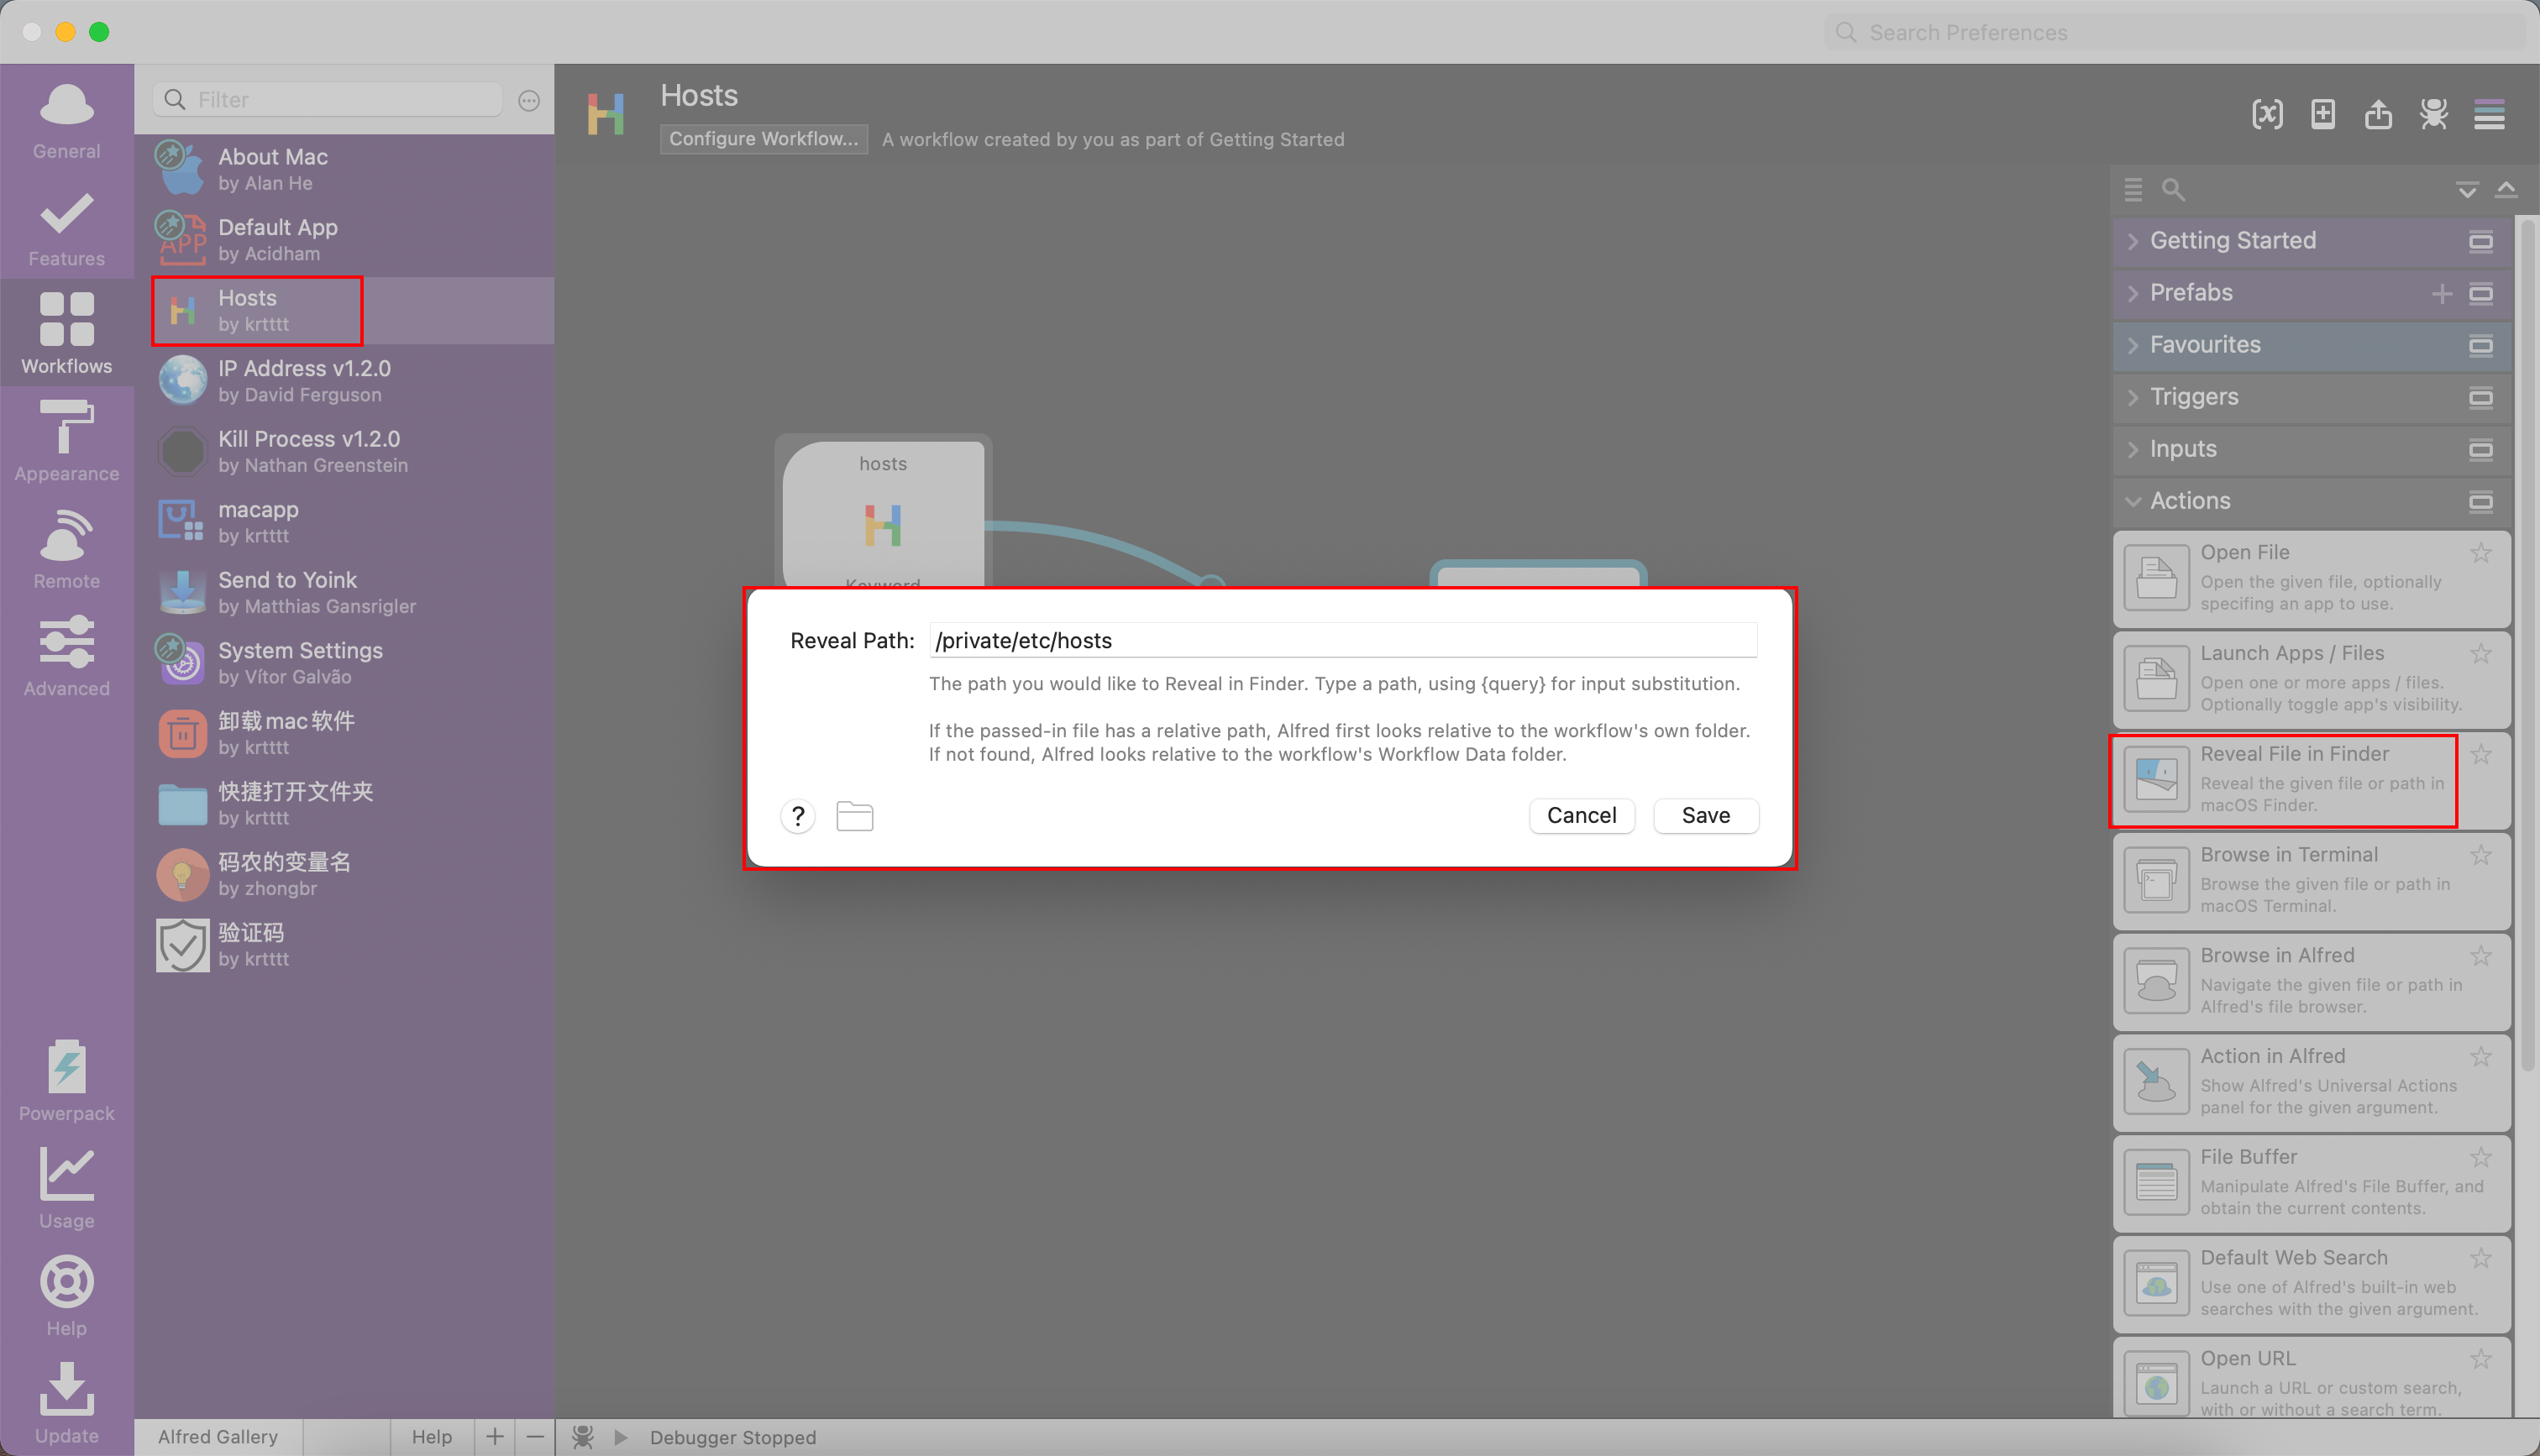 Search Preferences
General
Features
Workflows
Appearance
Remote
Advanced
Powerpack
Usage
Help
Update
Filter
About Mac
by Alan He
APP
Default App
by Acidham
Hosts
by krtttt
IP Address v1.2.0
by David Ferguson
Kill Process v1.2.0
by Nathan Greenstein
macapp
by krtttt
Send to Yoink
by Matthias Gansrigler
System Settings
by Vítor Galvão
卸载mac软件
by krtttt
快捷打开文件夹
by krtttt
码农的变量名
by zhongbr
验证码
by krtttt
Alfred Gallery
Help
Hosts
Configure Workflow...
A workflow created by you as part of Getting Started
hosts
Keyword
Reveal Path: /private/etc/hosts
The path you would like to Reveal in Finder. Type a path, using {query} for input substitution.
If the passed-in file has a relative path, Alfred first looks relative to the workflow's own folder.
If not found, Alfred looks relative to the workflow's Workflow Data folder.
?
Cancel
Save
Debugger Stopped
Getting Started
Prefabs
Favourites
Triggers
Inputs
Actions
Open File
Open the given file, optionally
specifing an app to use.
Launch Apps / Files
Open one or more apps / files.
Optionally toggle app's visibility.
Reveal File in Finder
Reveal the given file or path in
macOS Finder.
Browse in Terminal
Browse the given file or path in
macOS Terminal.
Browse in Alfred
Navigate the given file or path in
Alfred's file browser.
Action in Alfred
Show Alfred's Universal Actions
panel for the given argument.
File Buffer
Manipulate Alfred's File Buffer, and
obtain the current contents.
Default Web Search
Use one of Alfred's built-in web
searches with the given argument.
Open URL
Launch a URL or custom search,
with or without a search term.